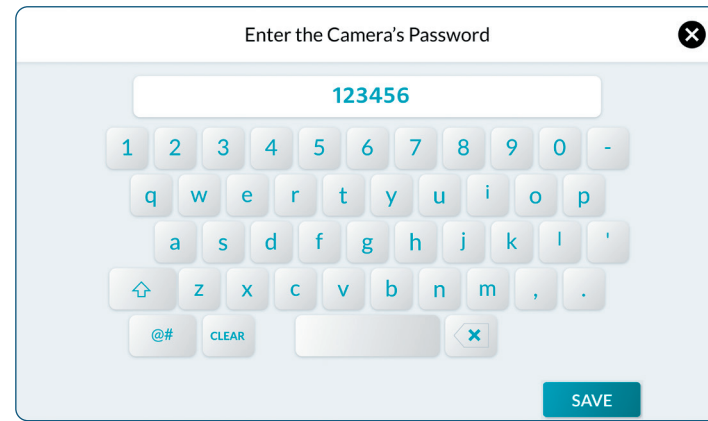 Enter the Camera’s Password
123456
1 2 3 4 5 6 7 8 9 0 -
q w e r t y u i o p
a s d f g h j k l '
z x c v b n m , .
@# CLEAR
SAVE